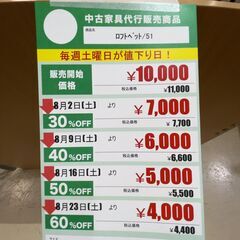 中古家具代行販売商品
商品名
ロフトベット/51
毎週土曜日が値下り日!
販売開始価格 ¥10,000
税込価格 ¥11,000
8月2日(土) より ¥7,000
30%OFF 税込価格 ¥7,700
8月9日(土) より ¥6,000
40%OFF 税込価格 ¥6,600
8月16日(土) より ¥5,000
50%OFF 税込価格 ¥5,500
8月23日(土) より ¥4,000
60%OFF 税込価格 ¥4,400